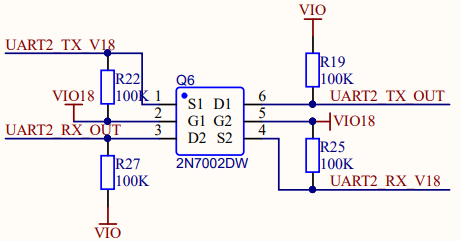 VIO
UART2_TX_V18
R22
100K
VIO18
UART2_RX_OUT
R27
100K
VIO
Q6
1 S1 D1 6
2 G1 G2 5
3 D2 S2 4
2N7002DW
R19
100K
UART2_TX_OUT
VIO18
R25
100K
UART2_RX_V18